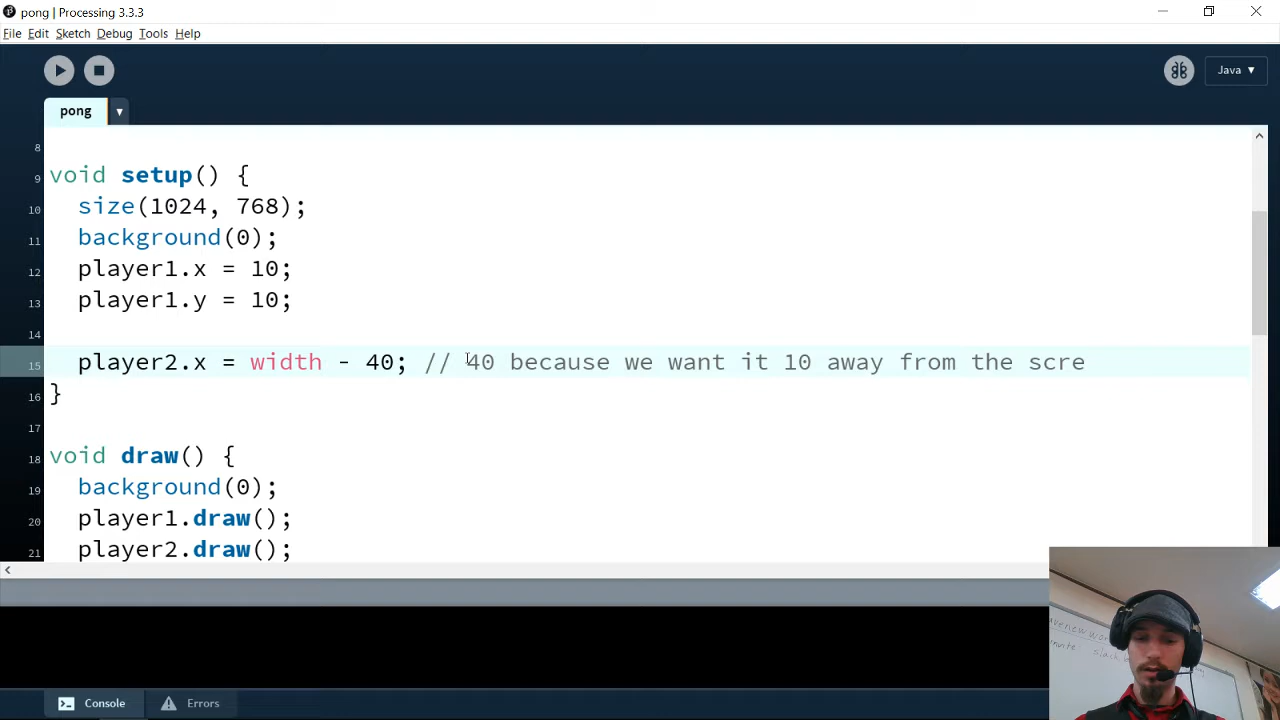 pong | Processing 3.3.3
File Edit Sketch Debug Tools Help
Java ▼
pong ▼
8
9 void setup() {
10 size(1024, 768);
11 background(0);
12 player1.x = 10;
13 player1.y = 10;
14
15 player2.x = width - 40; // 40 because we want it 10 away from the scre
16 }
17
18 void draw() {
19 background(0);
20 player1.draw();
21 player2.draw();
Console Errors